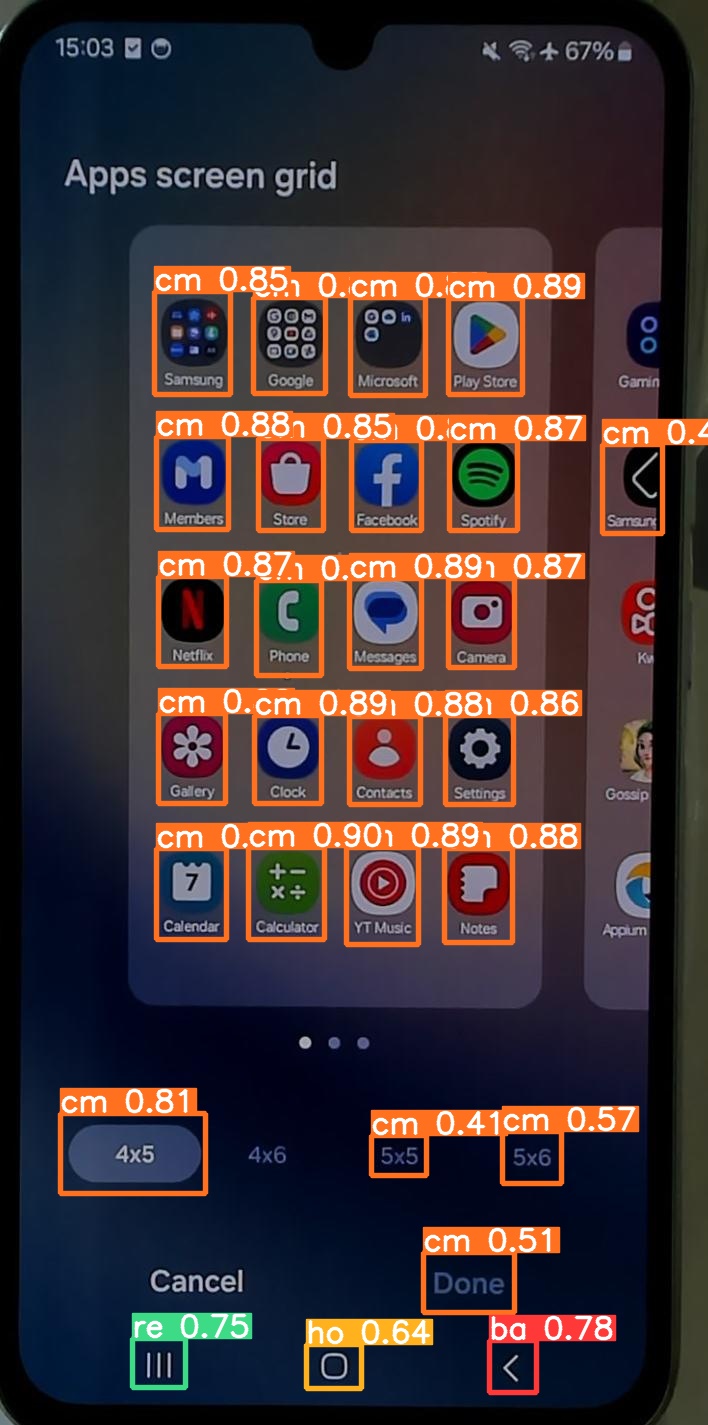 15:03 67%
Apps screen grid
cm 0.85 0. cm 0. cm 0.89
Samsung Google Microsoft Play Store Gamin
cm 0.88 0.85 0. cm 0.87 cm 0.4
Members Store Facebook Spotify Samsung
cm 0.87 0. cm 0.89 0.87
Netflix Phone Messages Camera Kw
cm 0. cm 0.89 0.88 0.86
Gallery Clock Contacts Settings Gossip
cm 0. cm 0.90 0.89 0.88
7
Calendar Calculator YT Music Notes Appium
cm 0.81 cm 0.41 cm 0.57
4x5 4x6 5x5 5x6
cm 0.51
Cancel Done
re 0.75 ho 0.64 ba 0.78